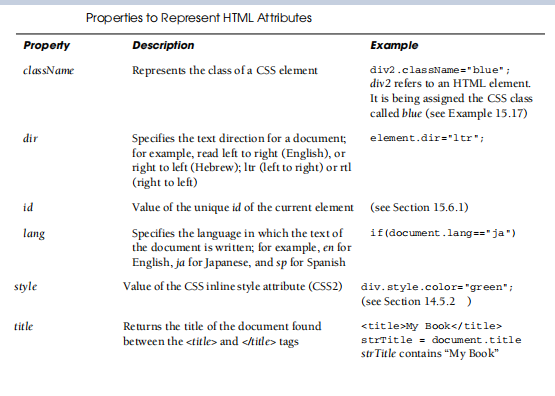 Properties to Represent HTML Attributes
Property Description Example
className Represents the class of a CSS element div2.className="blue";
div2 refers to an HTML element.
It is being assigned the CSS class
called blue (see Example 15.17)
dir Specifies the text direction for a document; element.dir="ltr";
for example, read left to right (English), or
right to left (Hebrew); ltr (left to right) or rtl
(right to left)
id Value of the unique id of the current element (see Section 15.6.1)
lang Specifies the language in which the text of if(document.lang=="ja")
the document is written; for example, en for
English, ja for Japanese, and sp for Spanish
style Value of the CSS inline style attribute (CSS2) div.style.color="green";
(see Section 14.5.2 )
title Returns the title of the document found <title>My Book</title>
between the <title> and </title> tags strTitle = document.title
strTitle contains “My Book”